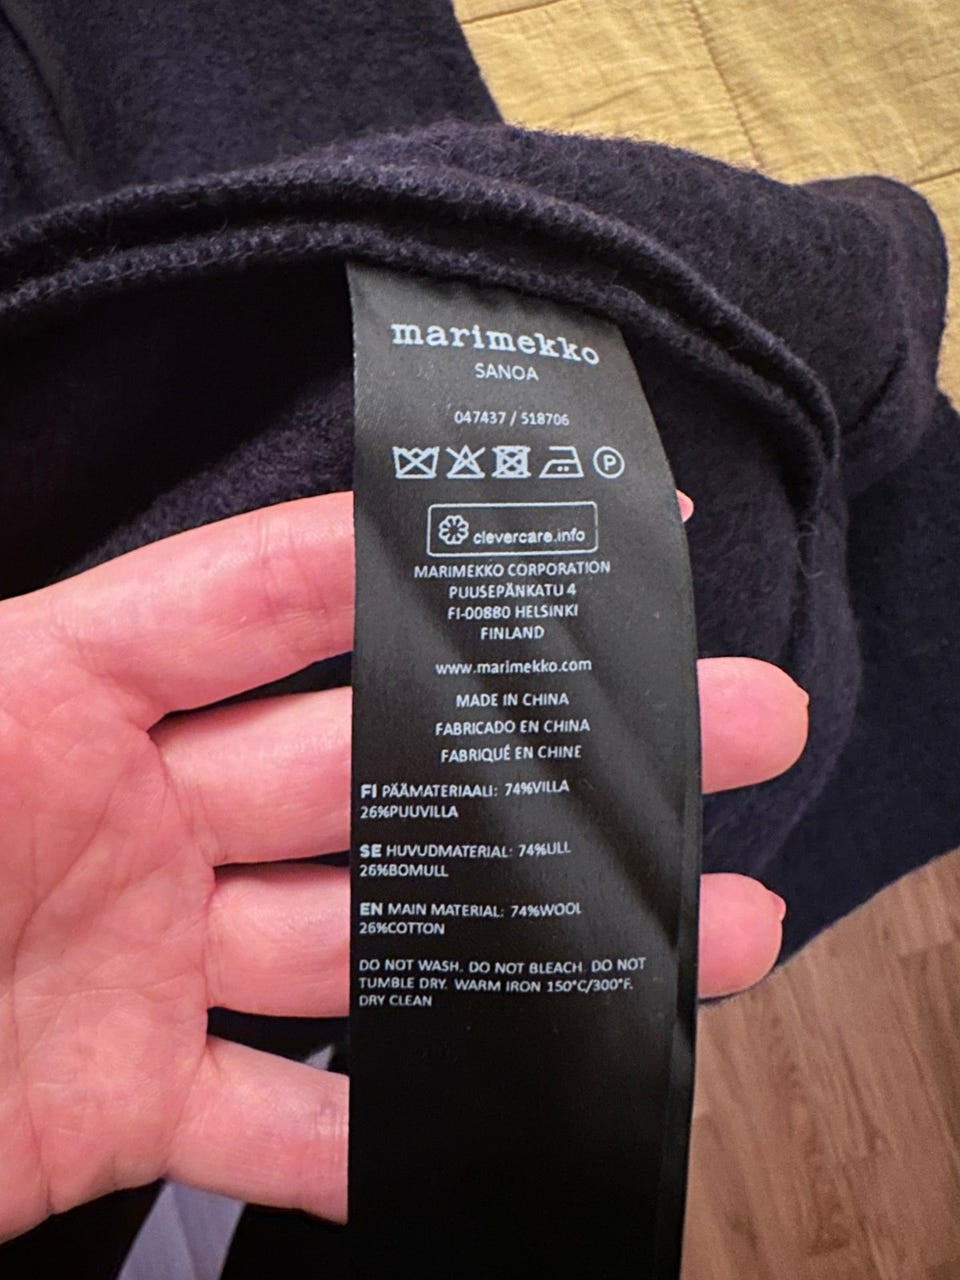 marimekko
SANOA
047437 / 518706
P
clevercare.info
MARIMEKKO CORPORATION
PUUSEPÄNKATU 4
FI-00880 HELSINKI
FINLAND
www.marimekko.com
MADE IN CHINA
FABRICADO EN CHINA
FABRIQUÉ EN CHINE
FI PÄÄMATERIAALI: 74%VILLA
26%PUUVILLA
SE HUVUDMATERIAL: 74%ULL
26%BOMULL
EN MAIN MATERIAL: 74%WOOL
26%COTTON
DO NOT WASH. DO NOT BLEACH. DO NOT
TUMBLE DRY. WARM IRON 150°C/300°F.
DRY CLEAN